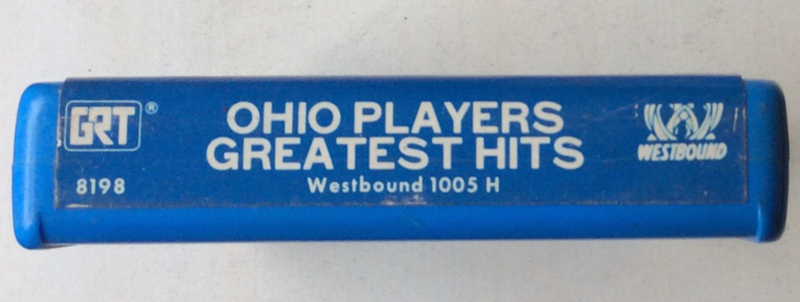 GRT®
8198
OHIO PLAYERS
GREATEST HITS
Westbound 1005 H
WESTBOUND